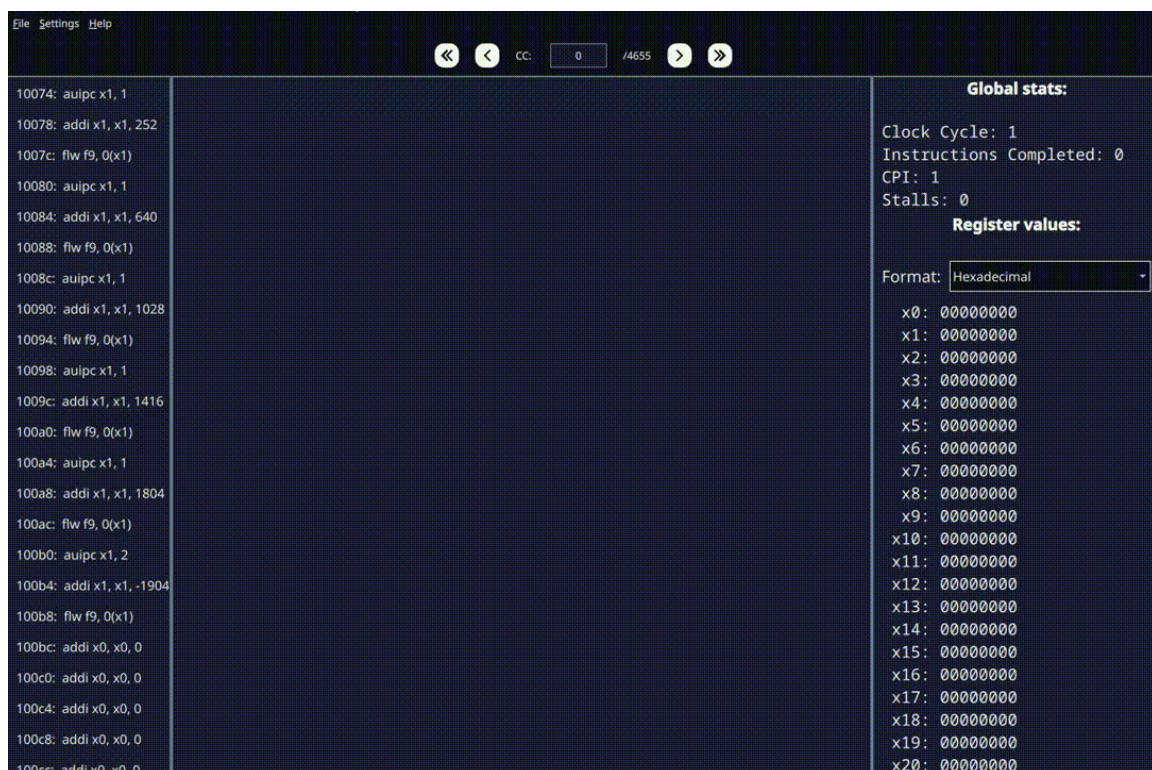 File Settings Help
CC: 0 /4655
10074: auipc x1, 1
10078: addi x1, x1, 252
1007c: flw f9, 0(x1)
10080: auipc x1, 1
10084: addi x1, x1, 640
10088: flw f9, 0(x1)
1008c: auipc x1, 1
10090: addi x1, x1, 1028
10094: flw f9, 0(x1)
10098: auipc x1, 1
1009c: addi x1, x1, 1416
100a0: flw f9, 0(x1)
100a4: auipc x1, 1
100a8: addi x1, x1, 1804
100ac: flw f9, 0(x1)
100b0: auipc x1, 2
100b4: addi x1, x1, -1904
100b8: flw f9, 0(x1)
100bc: addi x0, x0, 0
100c0: addi x0, x0, 0
100c4: addi x0, x0, 0
100c8: addi x0, x0, 0
100cc: addi x0, x0, 0
Global stats:
Clock Cycle: 1
Instructions Completed: 0
CPI: 1
Stalls: 0
Register values:
Format: Hexadecimal
x0: 00000000
x1: 00000000
x2: 00000000
x3: 00000000
x4: 00000000
x5: 00000000
x6: 00000000
x7: 00000000
x8: 00000000
x9: 00000000
x10: 00000000
x11: 00000000
x12: 00000000
x13: 00000000
x14: 00000000
x15: 00000000
x16: 00000000
x17: 00000000
x18: 00000000
x19: 00000000
x20: 00000000